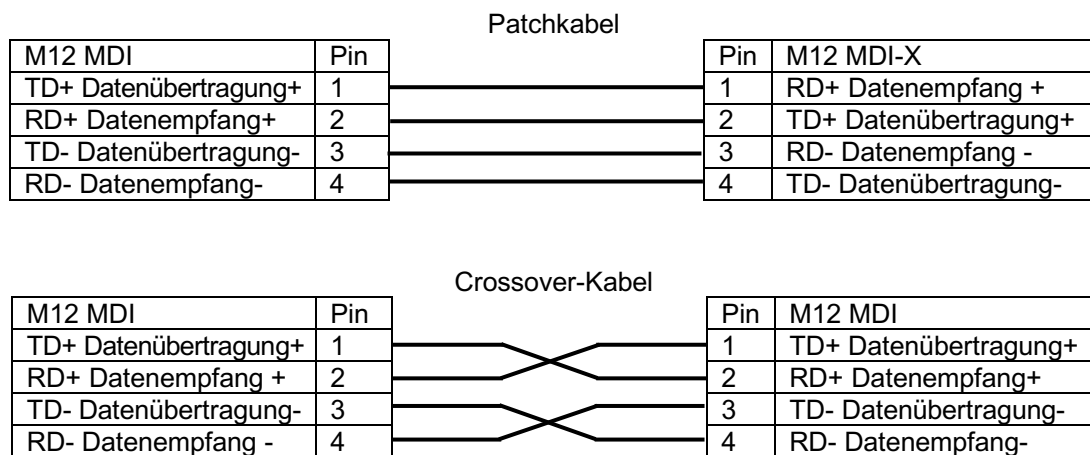 Patchkabel
M12 MDI Pin Pin M12 MDI-X
TD+ Datenübertragung+ 1 1 RD+ Datenempfang +
RD+ Datenempfang+ 2 2 TD+ Datenübertragung+
TD- Datenübertragung- 3 3 RD- Datenempfang -
RD- Datenempfang- 4 4 TD- Datenübertragung-
Crossover-Kabel
M12 MDI Pin Pin M12 MDI
TD+ Datenübertragung+ 1 1 TD+ Datenübertragung+
RD+ Datenempfang + 2 2 RD+ Datenempfang+
TD- Datenübertragung- 3 3 TD- Datenübertragung-
RD- Datenempfang - 4 4 RD- Datenempfang-